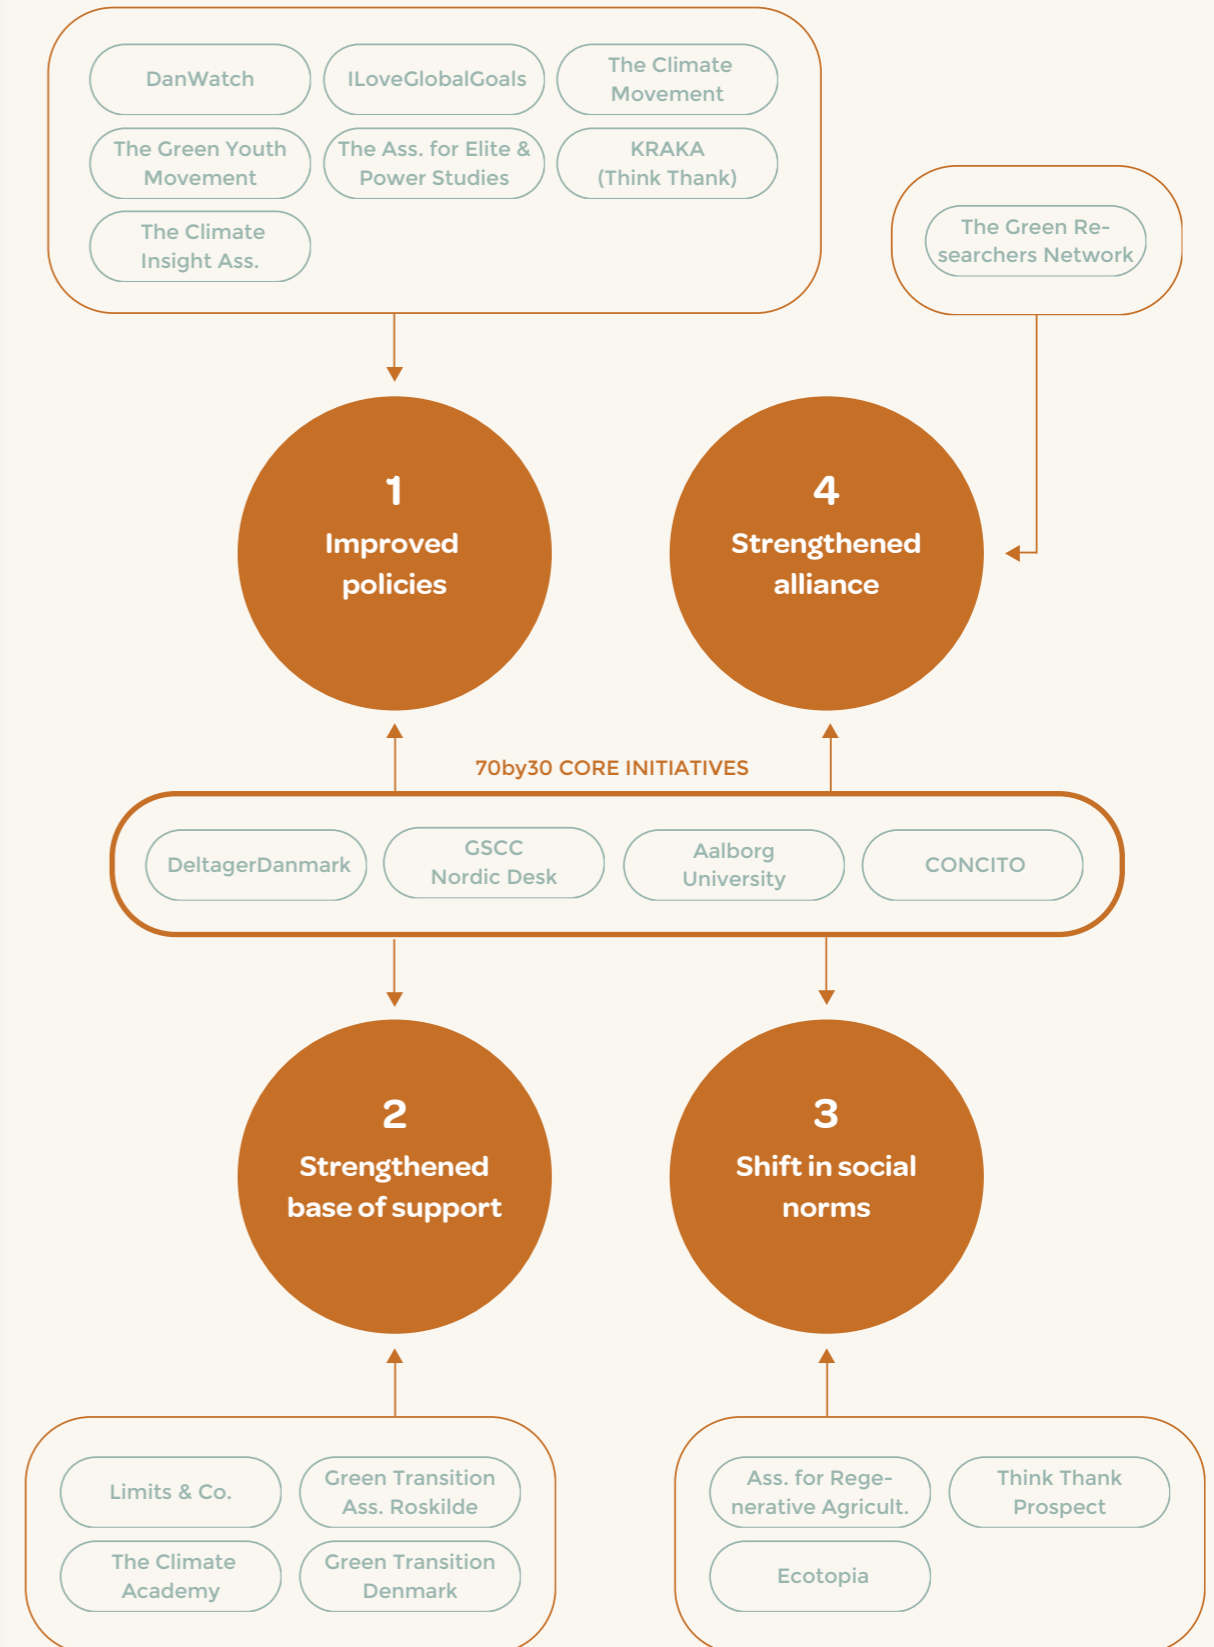 DanWatch
ILoveGlobalGoals
The Climate
Movement
The Green Youth
Movement
The Ass. for Elite &
Power Studies
KRAKA
(Think Thank)
The Climate
Insight Ass.
The Green Re-
searchers Network
1
Improved
policies
4
Strengthened
alliance
70by30 CORE INITIATIVES
DeltagerDanmark
GSCC
Nordic Desk
Aalborg
University
CONCITO
2
Strengthened
base of support
3
Shift in social
norms
Limits & Co.
Green Transition
Ass. Roskilde
The Climate
Academy
Green Transition
Denmark
Ass. for Rege-
nerative Agricult.
Think Thank
Prospect
Ecotopia